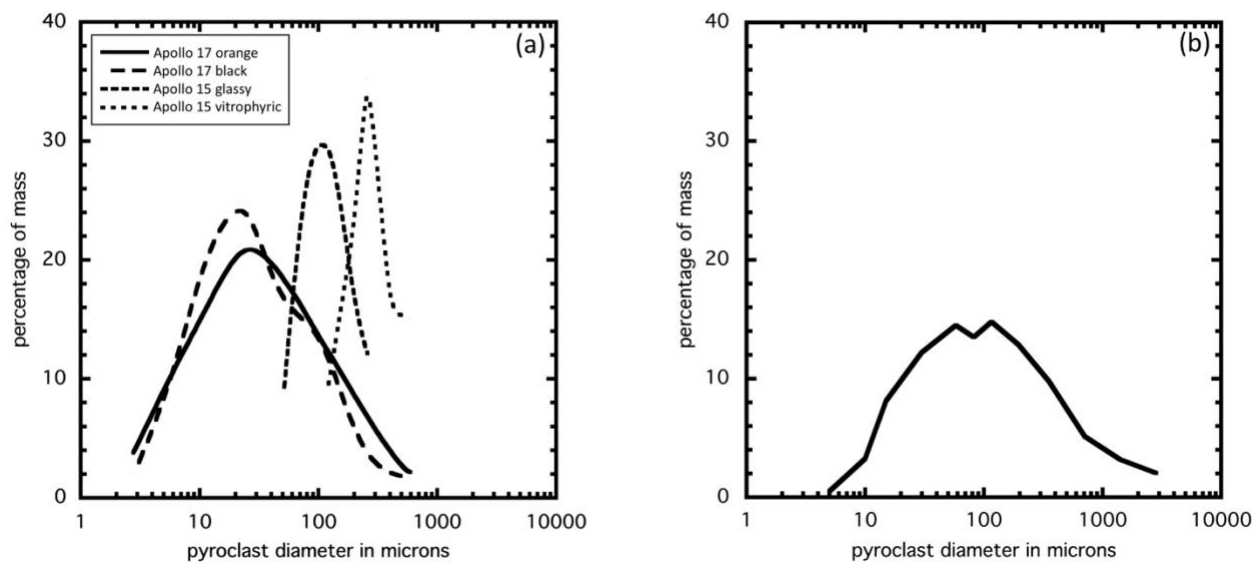 40
30
20
10
0
percentage of mass
(a)
Apollo 17 orange
Apollo 17 black
Apollo 15 glassy
Apollo 15 vitrophyric
1 10 100 1000 10000
pyroclast diameter in microns
40
30
20
10
0
percentage of mass
(b)
1 10 100 1000 10000
pyroclast diameter in microns